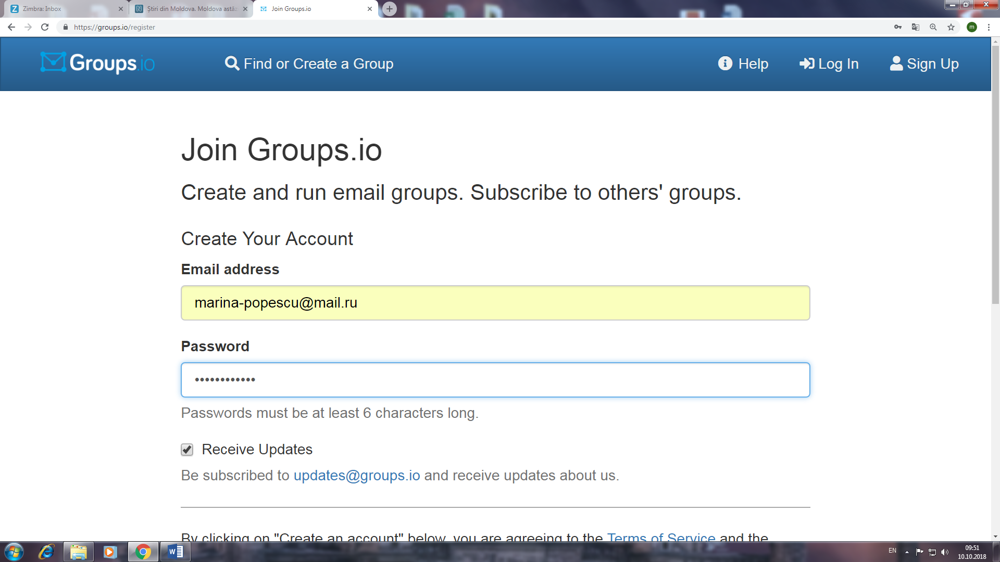 Zimbra: Inbox
Știri din Moldova. Moldova astăz
Join Groups.io
https://groups.io/register
m
Groups.io
Find or Create a Group
Help
Log In
Sign Up
Join Groups.io
Create and run email groups. Subscribe to others' groups.
Create Your Account
Email address
marina-popescu@mail.ru
Password
••••••••••••
Passwords must be at least 6 characters long.
Receive Updates
Be subscribed to updates@groups.io and receive updates about us.
By clicking on "Create an account" below, you are agreeing to the Terms of Service and the
EN
09:51
10.10.2018